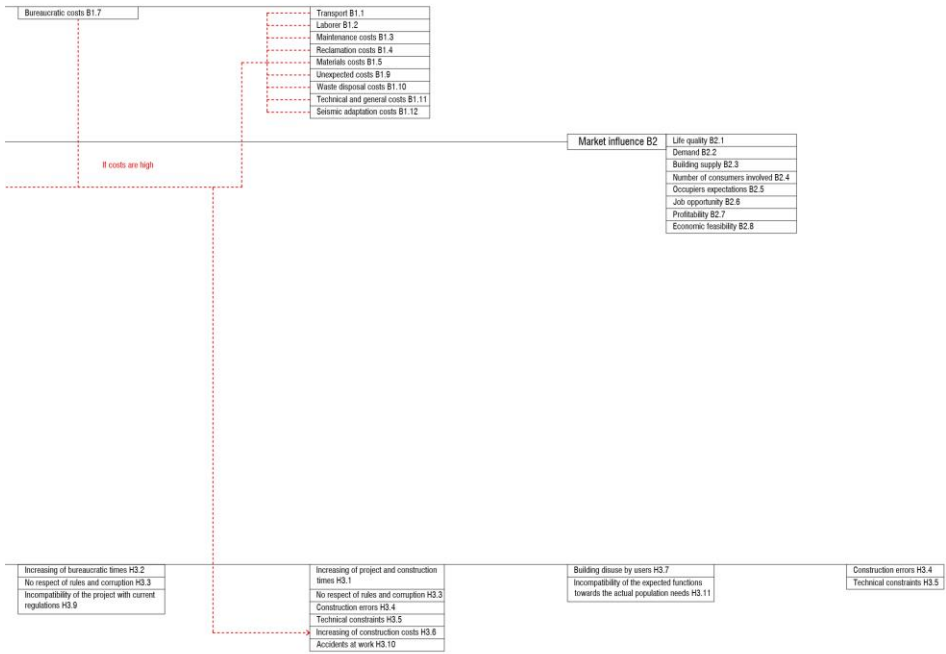 Bureaucratic costs B1.7
Transport B1.1
Laborer B1.2
Maintenance costs B1.3
Reclamation costs B1.4
Materials costs B1.5
Unexpected costs B1.9
Waste disposal costs B1.10
Technical and general costs B1.11
Seismic adaptation costs B1.12
Market influence B2
Life quality B2.1
Demand B2.2
Building supply B2.3
Number of consumers involved B2.4
Occupiers expectations B2.5
Job opportunity B2.6
Profitability B2.7
Economic feasibility B2.8
If costs are high
Increasing of bureaucratic times H3.2
No respect of rules and corruption H3.3
Incompatibility of the project with current
regulations H3.9
Increasing of project and construction
times H3.1
No respect of rules and corruption H3.3
Construction errors H3.4
Technical constraints H3.5
Increasing of construction costs H3.6
Accidents at work H3.10
Building disuse by users H3.7
Incompatibility of the expected functions
towards the actual population needs H3.11
Construction errors H3.4
Technical constraints H3.5